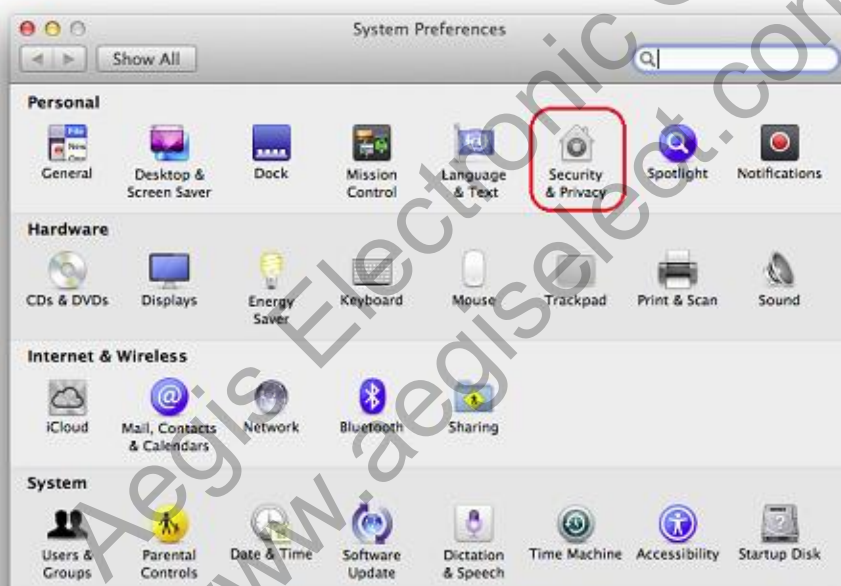 System Preferences
Show All
Personal
General
Desktop & Screen Saver
Dock
Mission Control
Language & Text
Security & Privacy
Spotlight
Notifications
Hardware
CDs & DVDs
Displays
Energy Saver
Keyboard
Mouse
Trackpad
Print & Scan
Sound
Internet & Wireless
iCloud
Mail, Contacts & Calendars
Network
Bluetooth
Sharing
System
Users & Groups
Parental Controls
Date & Time
Software Update
Dictation & Speech
Time Machine
Accessibility
Startup Disk
Aegis Electronic
www.aegiselect.com